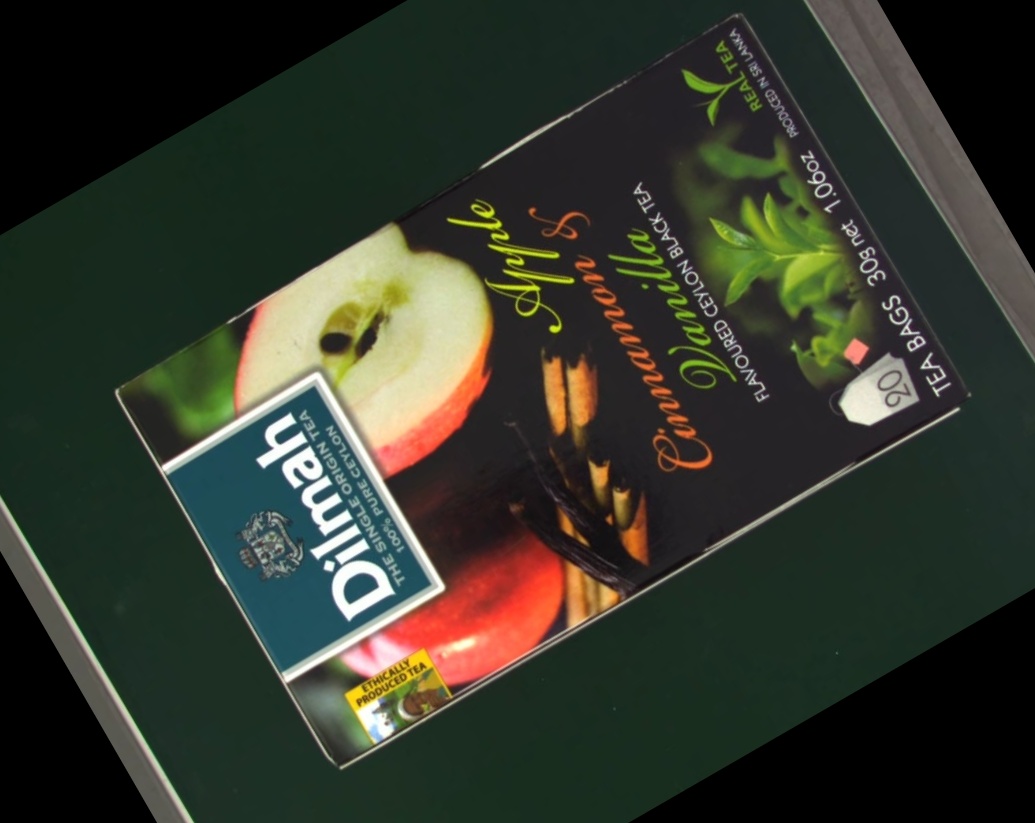 Dilmah
THE SINGLE ORIGIN TEA
100% PURE CEYLON
ETHICALLY
PRODUCED TEA
Apple
Cinnamon &
Vanilla
FLAVOURED CEYLON BLACK TEA
REAL TEA
PRODUCED IN SRI LANKA
20
TEA BAGS 30g net 1.06oz